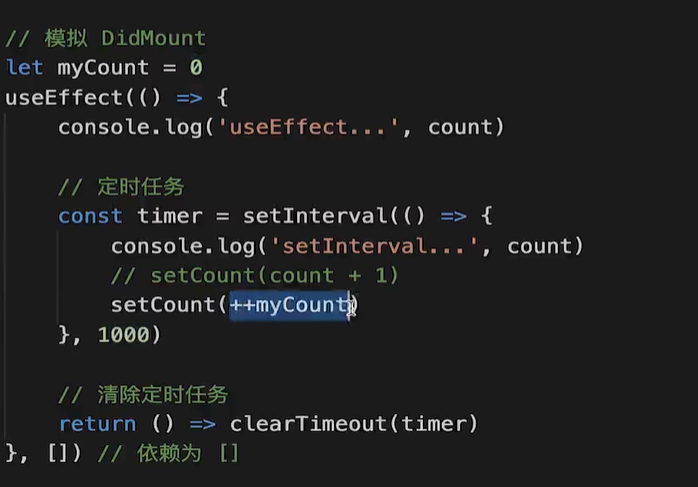 // 模拟 DidMount
let myCount = 0
useEffect(() => {
    console.log('useEffect...', count)

    // 定时任务
    const timer = setInterval(() => {
        console.log('setInterval...', count)
        // setCount(count + 1)
        setCount(++myCount)
    }, 1000)

    // 清除定时任务
    return () => clearTimeout(timer)
}, []) // 依赖为 []